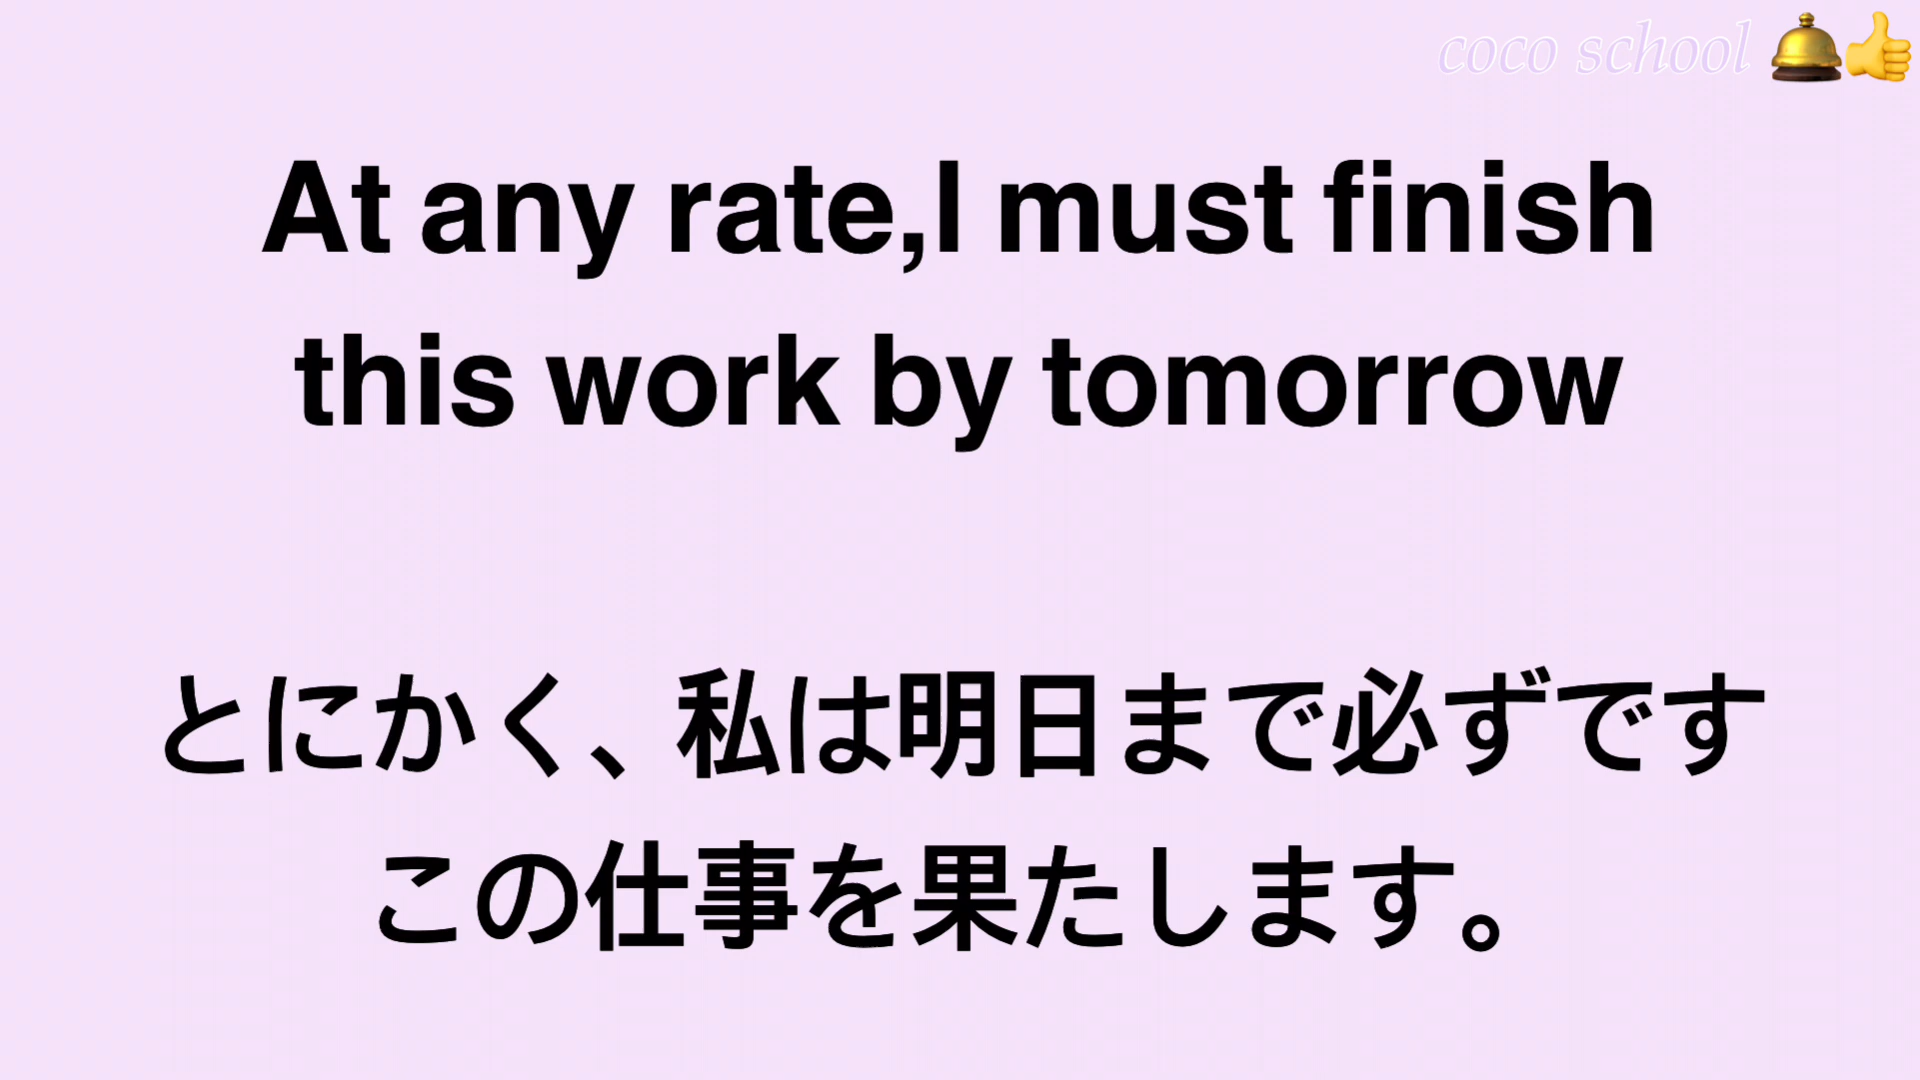 coco school
At any rate,I must finish
this work by tomorrow
とにかく、私は明日まで必ずです
この仕事を果たします。